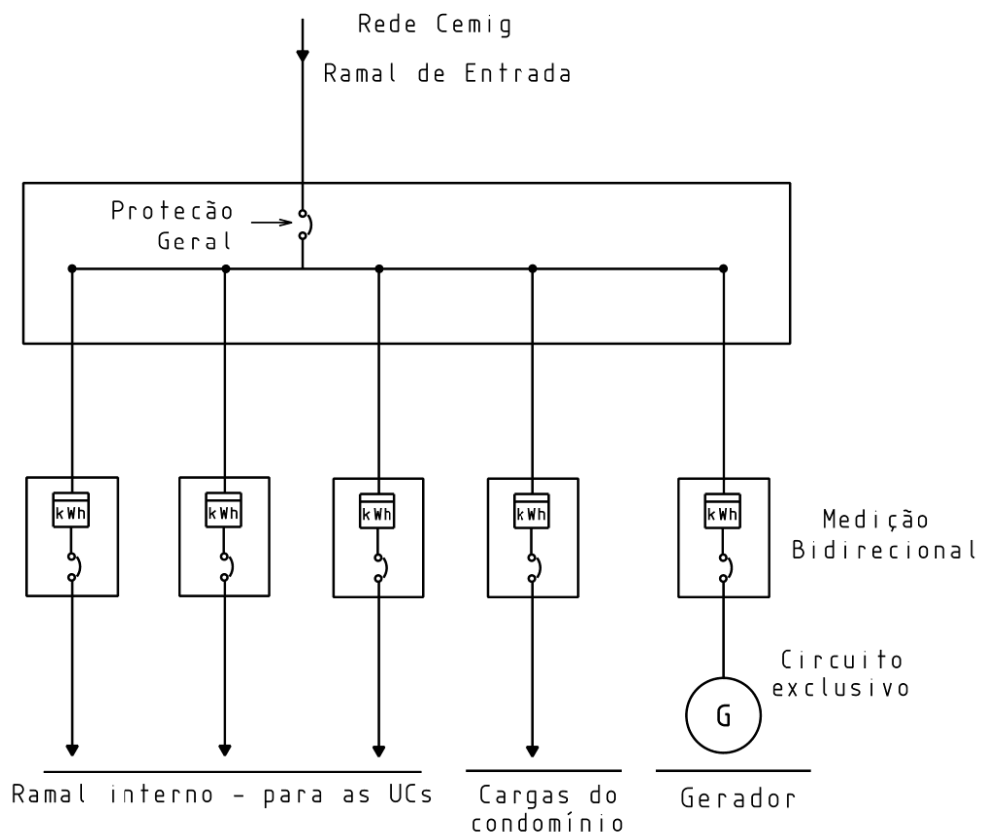 Rede Cemig
Ramal de Entrada
Protecão
Geral
kWh
kWh
kWh
kWh
kWh
Medição
Bidirecional
Circuito
exclusivo
G
Ramal interno - para as UCs
Cargas do
condomínio
Gerador